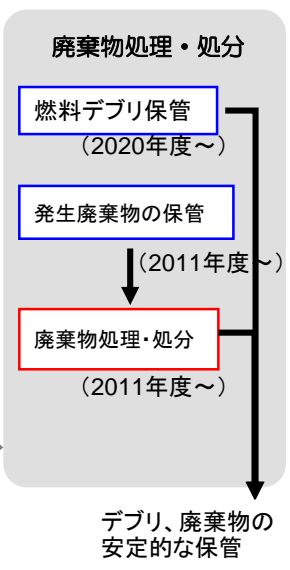 廃棄物処理・処分
燃料デブリ保管
（2020年度～）
発生廃棄物の保管
（2011年度～）
廃棄物処理・処分
（2011年度～）
デブリ、廃棄物の
安定的な保管